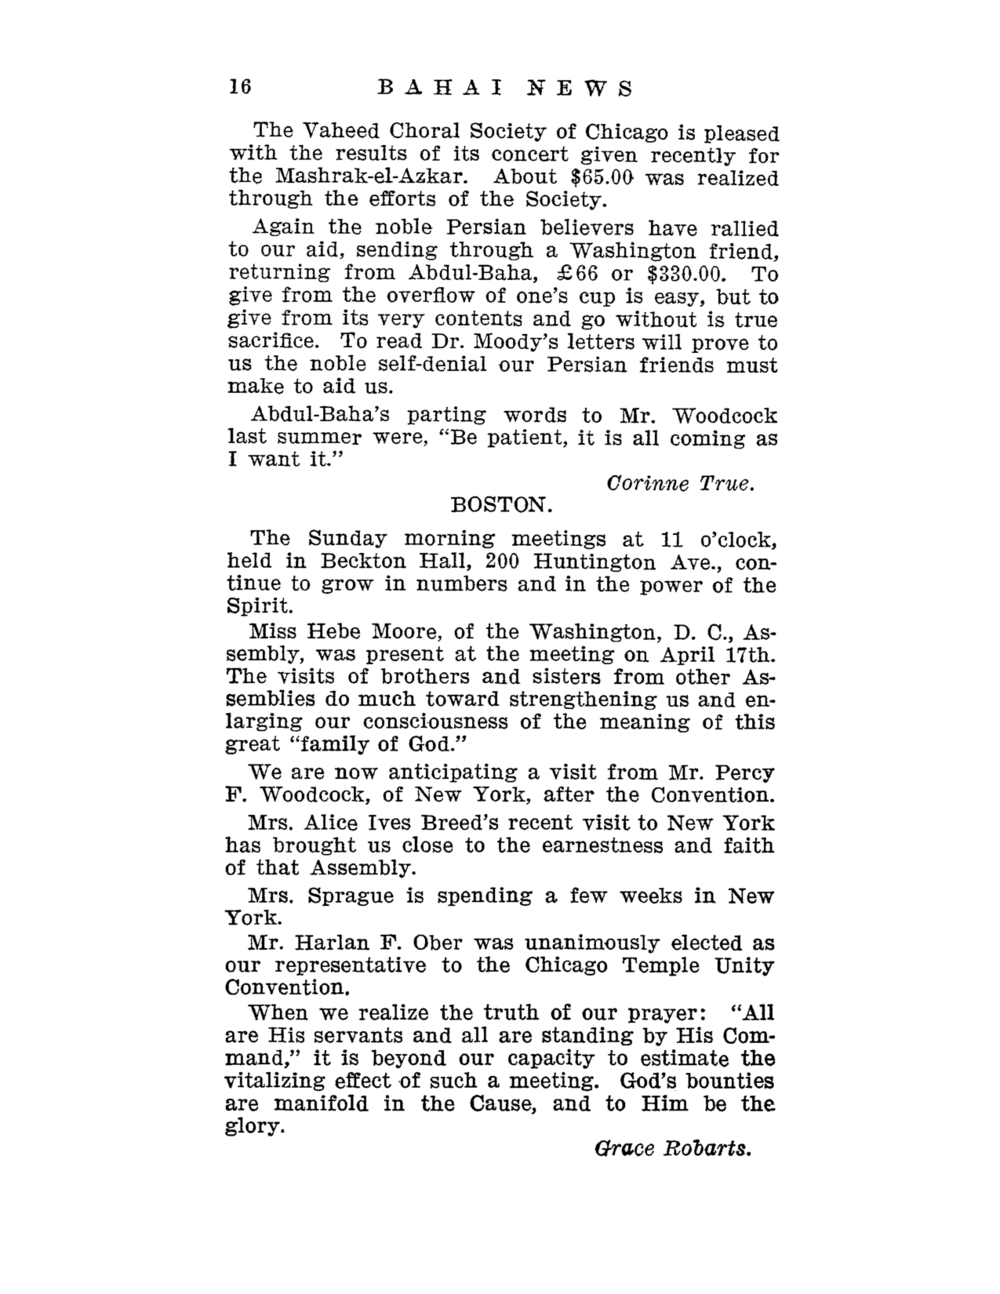 16 BAHAI NEWS
The Vaheed Choral Society of Chicago is pleased
with the results of its concert given recently for
the Mashrak-el-Azkar. About $65.00 was realized
through the efforts of the Society.
Again the noble Persian believers have rallied
to our aid, sending through a Washington friend,
returning from Abdul-Baha, £66 or $330.00. To
give from the overflow of one's cup is easy, but to
give from its very contents and go without is true
sacrifice. To read Dr. Moody's letters will prove to
us the noble self-denial our Persian friends must
make to aid us.
Abdul-Baha's parting words to Mr. Woodcock
last summer were, “Be patient, it is all coming as
I want it.”
Corinne True.
BOSTON.
The Sunday morning meetings at 11 o'clock,
held in Beckton Hall, 200 Huntington Ave., con-
tinue to grow in numbers and in the power of the
Spirit.
Miss Hebe Moore, of the Washington, D. C., As-
sembly, was present at the meeting on April 17th.
The visits of brothers and sisters from other As-
semblies do much toward strengthening us and en-
larging our consciousness of the meaning of this
great “family of God.”
We are now anticipating a visit from Mr. Percy
F. Woodcock, of New York, after the Convention.
Mrs. Alice Ives Breed's recent visit to New York
has brought us close to the earnestness and faith
of that Assembly.
Mrs. Sprague is spending a few weeks in New
York.
Mr. Harlan F. Ober was unanimously elected as
our representative to the Chicago Temple Unity
Convention.
When we realize the truth of our prayer: “All
are His servants and all are standing by His Com-
mand,” it is beyond our capacity to estimate the
vitalizing effect of such a meeting. God's bounties
are manifold in the Cause, and to Him be the
glory.
Grace Robarts.